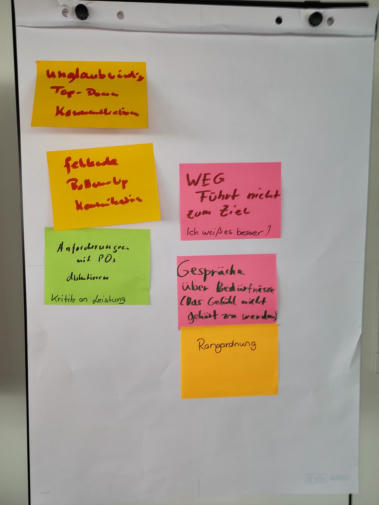 Unglaubwürdig
Top-Down
Kommunikation
fehlende
Bottom-Up
Kommunikation
Anforderungen
mit POs
diskutieren
Kritik an Leistung
WEG
Führt nicht
zum Ziel
Ich weiß es besser!
Gespräche
über Bedürfnisse
(Das Gefühl nicht
gehört zu werden)
Rangordnung